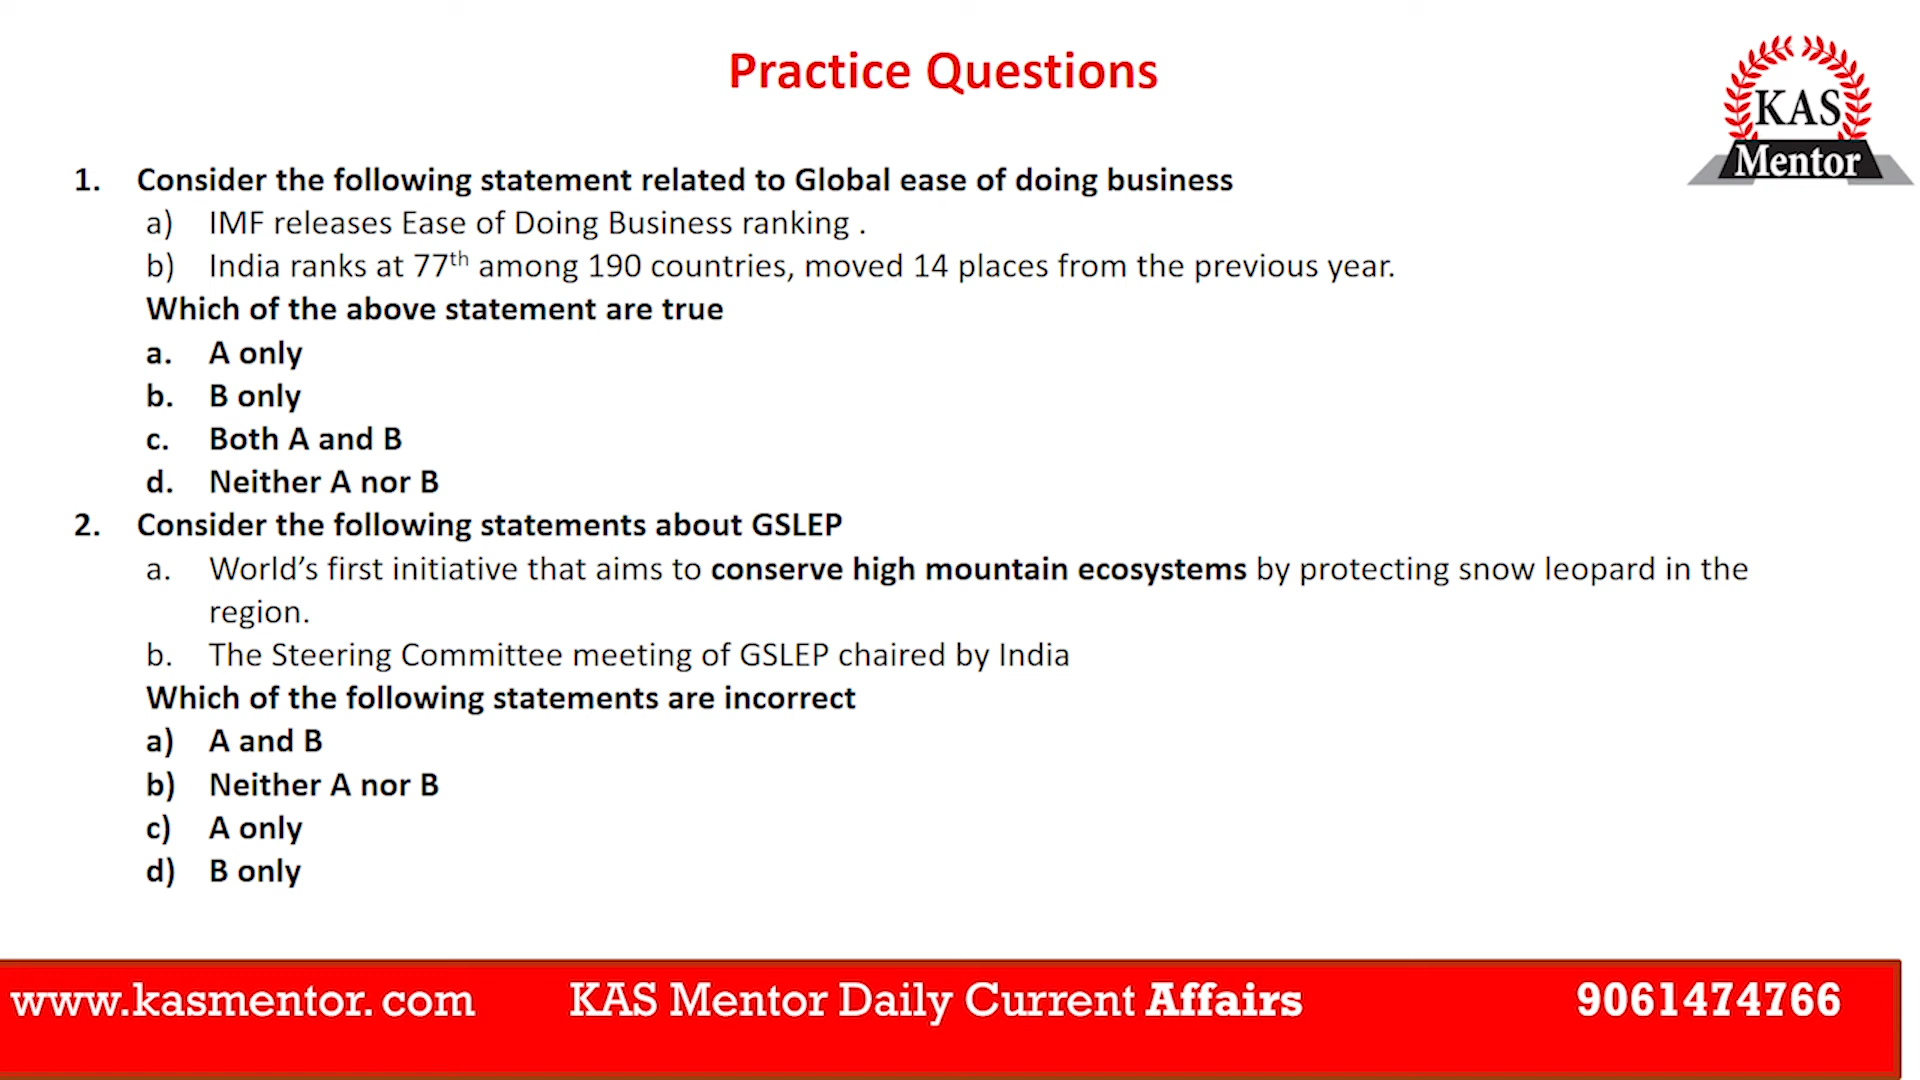 Practice Questions
KAS
Mentor
1. Consider the following statement related to Global ease of doing business
a) IMF releases Ease of Doing Business ranking .
b) India ranks at 77th among 190 countries, moved 14 places from the previous year.
Which of the above statement are true
a. A only
b. B only
c. Both A and B
d. Neither A nor B
2. Consider the following statements about GSLEP
a. World’s first initiative that aims to conserve high mountain ecosystems by protecting snow leopard in the
region.
b. The Steering Committee meeting of GSLEP chaired by India
Which of the following statements are incorrect
a) A and B
b) Neither A nor B
c) A only
d) B only
www.kasmentor. com KAS Mentor Daily Current Affairs 9061474766